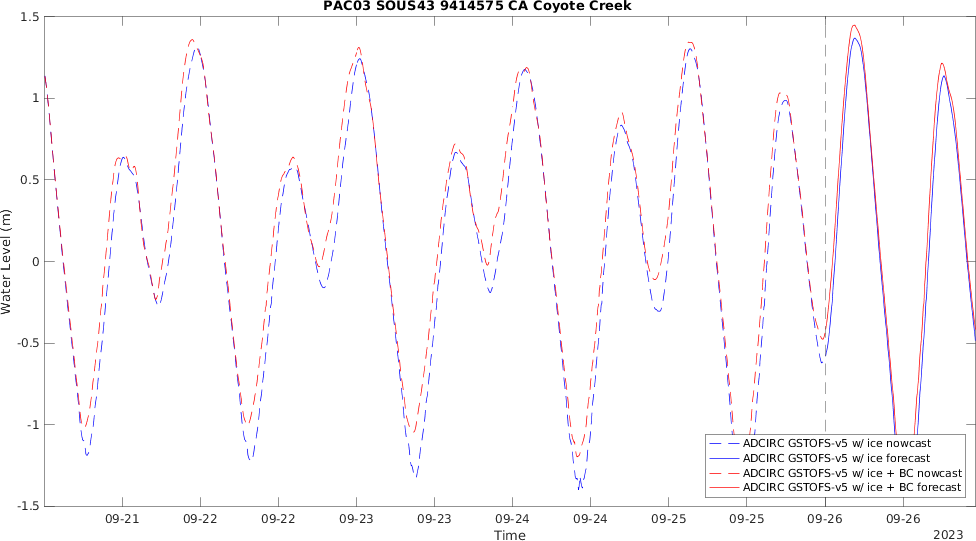 PAC03 SOUS43 9414575 CA Coyote Creek
1.5
1
0.5
0
-0.5
-1
-1.5
Water Level (m)
09-21 09-22 09-22 09-23 09-23 09-24 09-24 09-25 09-25 09-26 09-26
Time
2023
ADCIRC GSTOFS-v5 w/ ice nowcast
ADCIRC GSTOFS-v5 w/ ice forecast
ADCIRC GSTOFS-v5 w/ ice + BC nowcast
ADCIRC GSTOFS-v5 w/ ice + BC forecast